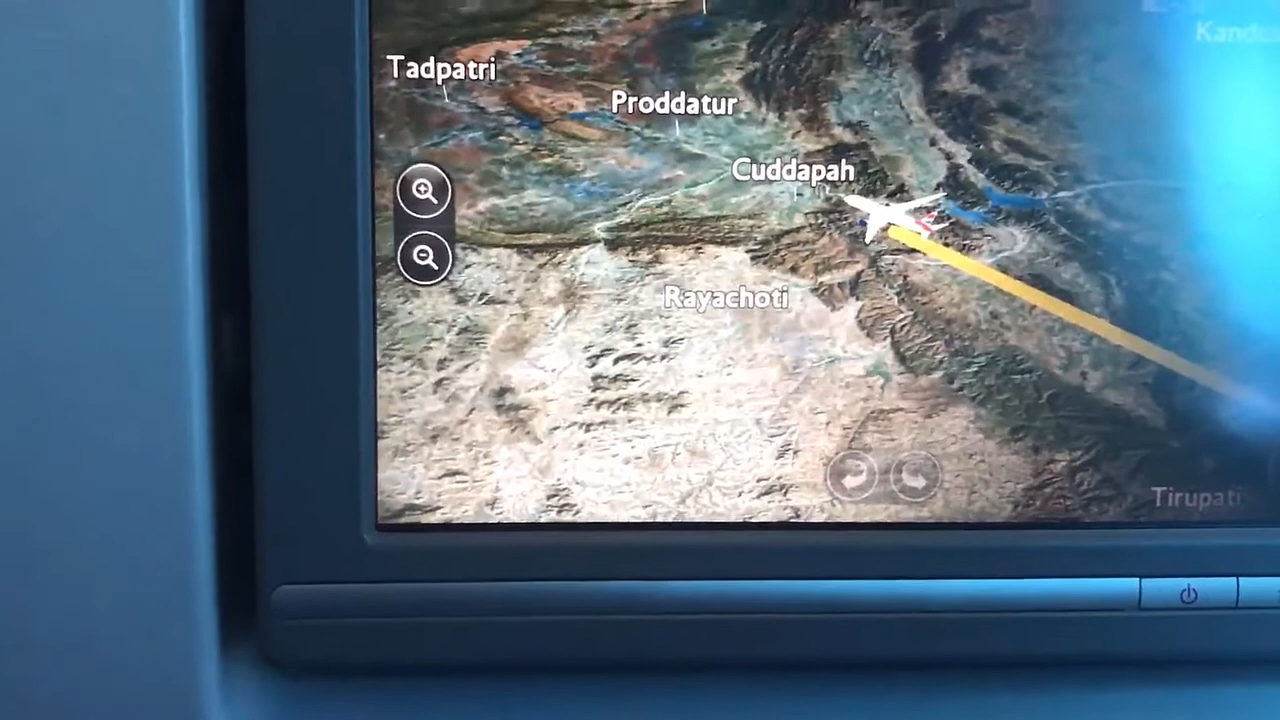 Tadpatri
Proddatur
Cuddapah
Rayachoti
Tirupati